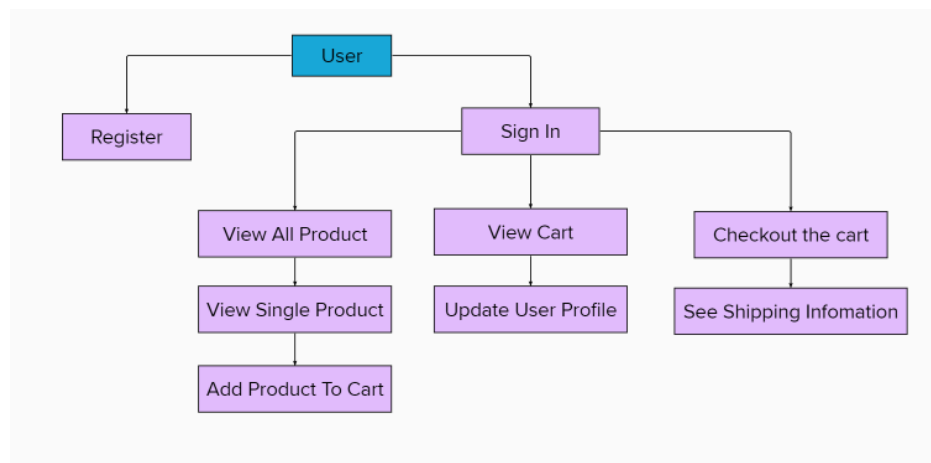 User
Register
Sign In
View All Product
View Cart
Checkout the cart
View Single Product
Update User Profile
See Shipping Infomation
Add Product To Cart